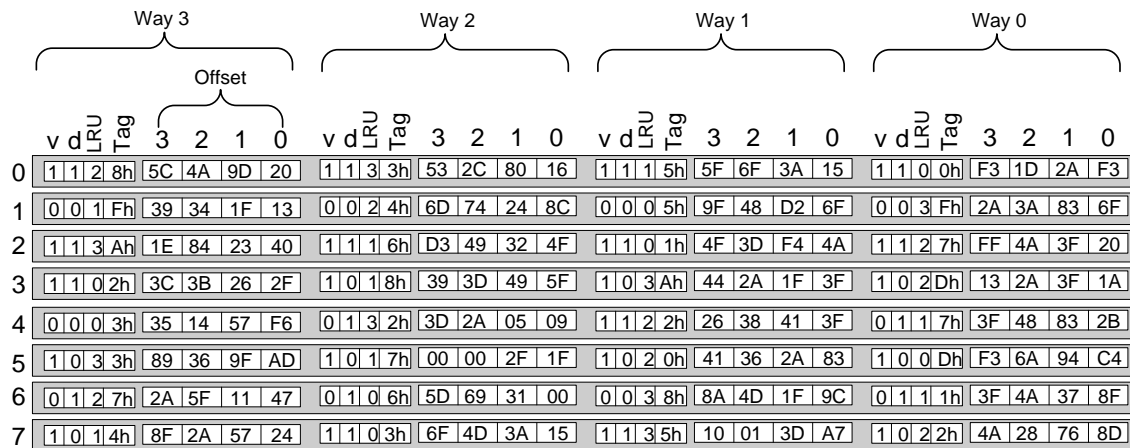 Way 3 Way 2 Way 1 Way 0
Offset
v d LRU Tag 3 2 1 0 v d LRU Tag 3 2 1 0 v d LRU Tag 3 2 1 0 v d LRU Tag 3 2 1 0
0 1 1 2 8h 5C 4A 9D 20 1 1 3 3h 53 2C 80 16 1 1 1 5h 5F 6F 3A 15 1 1 0 0h F3 1D 2A F3
1 0 0 1 Fh 39 34 1F 13 0 0 2 4h 6D 74 24 8C 0 0 0 5h 9F 48 D2 6F 0 0 3 Fh 2A 3A 83 6F
2 1 1 3 Ah 1E 84 23 40 1 1 1 6h D3 49 32 4F 1 1 0 1h 4F 3D F4 4A 1 1 2 7h FF 4A 3F 20
3 1 1 0 2h 3C 3B 26 2F 1 0 1 8h 39 3D 49 5F 1 0 3 Ah 44 2A 1F 3F 1 0 2 Dh 13 2A 3F 1A
4 0 0 0 3h 35 14 57 F6 0 1 3 2h 3D 2A 05 09 1 1 2 2h 26 38 41 3F 0 1 1 7h 3F 48 83 2B
5 1 0 3 3h 89 36 9F AD 1 0 1 7h 00 00 2F 1F 1 0 2 0h 41 36 2A 83 1 0 0 Dh F3 6A 94 C4
6 0 1 2 7h 2A 5F 11 47 0 1 0 6h 5D 69 31 00 0 0 3 8h 8A 4D 1F 9C 0 1 1 1h 3F 4A 37 8F
7 1 0 1 4h 8F 2A 57 24 1 1 0 3h 6F 4D 3A 15 1 1 3 5h 10 01 3D A7 1 0 2 2h 4A 28 76 8D